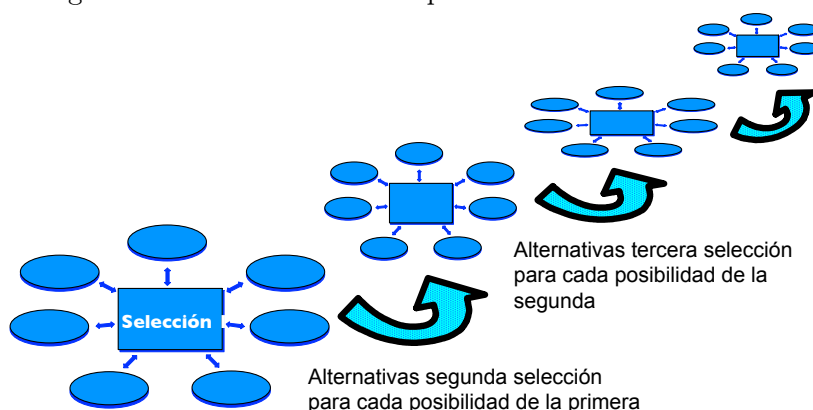 Alternativas tercera selección
para cada posibilidad de la
segunda
Selección 1
Alternativas segunda selección
para cada posibilidad de la primera